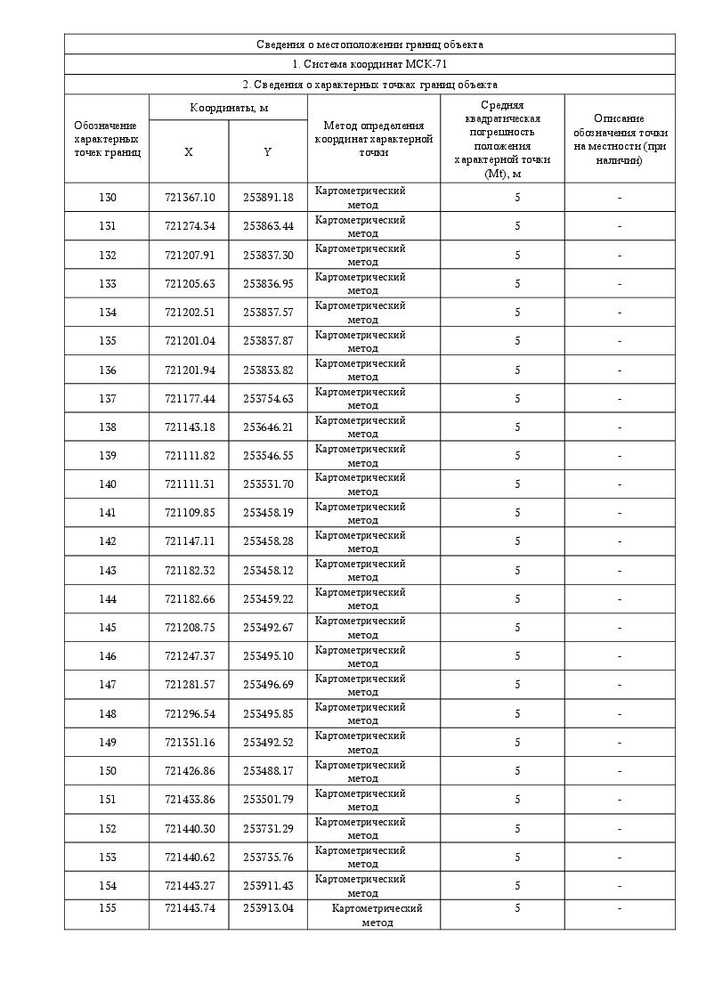 Сведения о местоположении границ объекта
1. Система координат МСК-71
2. Сведения о характерных точках границ объекта
Обозначение характерных точек границ
Координаты, м
X
Y
Метод определения координат характерной точки
Средняя квадратическая погрешность положения характерной точки (Mt), м
Описание обозначения точки на местности (при наличии)
130 721367.10 253891.18 Картометрический метод 5 -
131 721274.34 253863.44 Картометрический метод 5 -
132 721207.91 253837.30 Картометрический метод 5 -
133 721205.63 253836.95 Картометрический метод 5 -
134 721202.51 253837.57 Картометрический метод 5 -
135 721201.04 253837.87 Картометрический метод 5 -
136 721201.94 253833.82 Картометрический метод 5 -
137 721177.44 253754.63 Картометрический метод 5 -
138 721143.18 253646.21 Картометрический метод 5 -
139 721111.82 253546.55 Картометрический метод 5 -
140 721111.31 253531.70 Картометрический метод 5 -
141 721109.85 253458.19 Картометрический метод 5 -
142 721147.11 253458.28 Картометрический метод 5 -
143 721182.32 253458.12 Картометрический метод 5 -
144 721182.66 253459.22 Картометрический метод 5 -
145 721208.75 253492.67 Картометрический метод 5 -
146 721247.37 253495.10 Картометрический метод 5 -
147 721281.57 253496.69 Картометрический метод 5 -
148 721296.54 253495.85 Картометрический метод 5 -
149 721351.16 253492.52 Картометрический метод 5 -
150 721426.86 253488.17 Картометрический метод 5 -
151 721433.86 253501.79 Картометрический метод 5 -
152 721440.30 253731.29 Картометрический метод 5 -
153 721440.62 253735.76 Картометрический метод 5 -
154 721443.27 253911.43 Картометрический метод 5 -
155 721443.74 253913.04 Картометрический метод 5 -